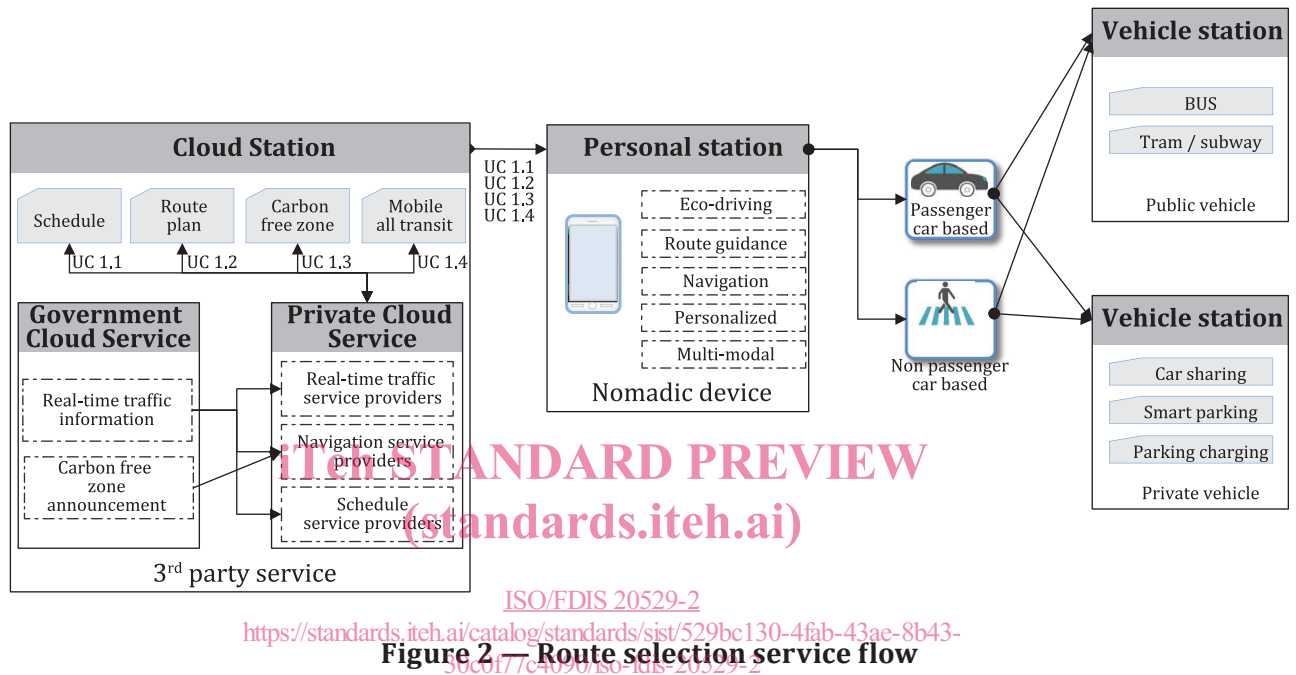 Cloud Station
Schedule
Route
plan
Carbon
free zone
Mobile
all transit
UC 1.1
UC 1.2
UC 1.3
UC 1.4
Government
Cloud Service
Real-time traffic
information
Carbon free
zone
announcement
Private Cloud
Service
Real-time traffic
service providers
Navigation service
providers
Schedule
service providers
3rd party service
UC 1.1
UC 1.2
UC 1.3
UC 1.4
Personal station
Eco-driving
Route guidance
Navigation
Personalized
Multi-modal
Nomadic device
Passenger
car based
Non passenger
car based
Vehicle station
BUS
Tram / subway
Public vehicle
Vehicle station
Car sharing
Smart parking
Parking charging
Private vehicle
iTeh STANDARD PREVIEW
(standards.iteh.ai)
ISO/FDIS 20529-2
https://standards.iteh.ai/catalog/standards/sist/529bc130-4fab-43ae-8b43-
30c0f77c4090/iso-fdis-20529-2
Figure 2 — Route selection service flow